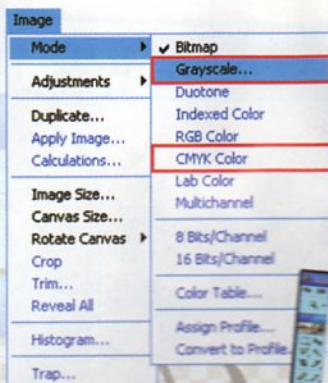 Image
Mode
Adjustments
Duplicate...
Apply Image...
Calculations...
Image Size...
Canvas Size...
Rotate Canvas
Crop
Trim...
Reveal All
Histogram...
Trap...
Bitmap
Grayscale...
Duotone
Indexed Color
RGB Color
CMYK Color
Lab Color
Multichannel
8 Bits/Channel
16 Bits/Channel
Color Table...
Assign Profile...
Convert to Profile.